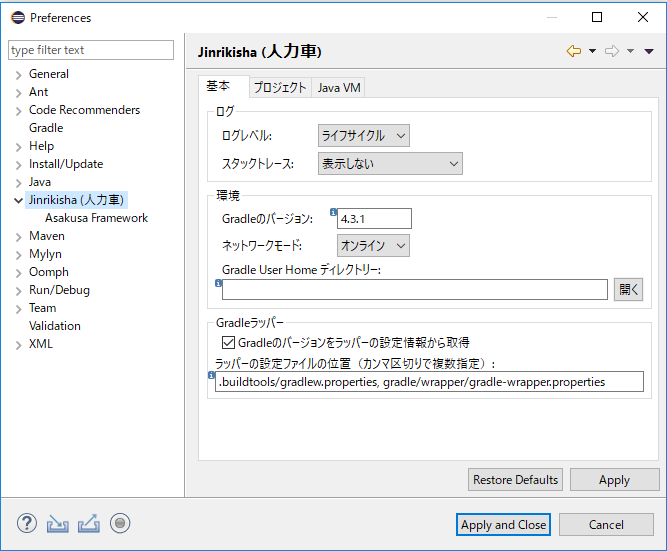 Preferences
type filter text
General
Ant
Code Recommenders
Gradle
Help
Install/Update
Java
Jinrikisha (人力車)
Asakusa Framework
Maven
Mylyn
Oomph
Run/Debug
Team
Validation
XML
Jinrikisha (人力車)
基本 プロジェクト Java VM
ログ
ログレベル: ライフサイクル
スタックトレース: 表示しない
環境
Gradleのバージョン: 4.3.1
ネットワークモード: オンライン
Gradle User Home ディレクトリー:
開く
Gradleラッパー
Gradleのバージョンをラッパーの設定情報から取得
ラッパーの設定ファイルの位置（カンマ区切りで複数指定）:
.buildtools/gradlew.properties, gradle/wrapper/gradle-wrapper.properties
Restore Defaults Apply
Apply and Close Cancel